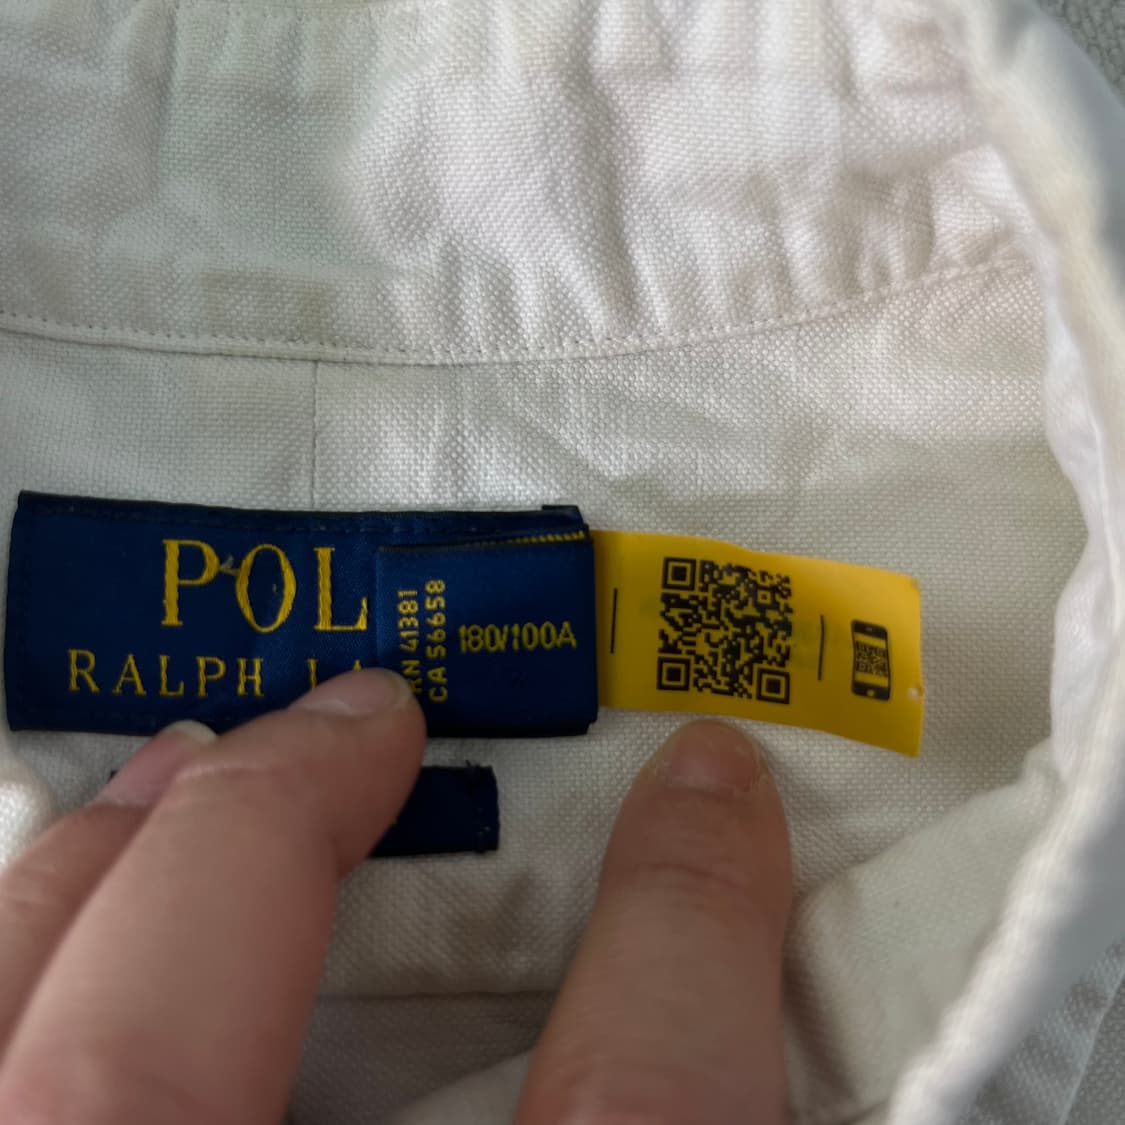 POL
RALPH LA
RN 41381
CA 56658
180/100A